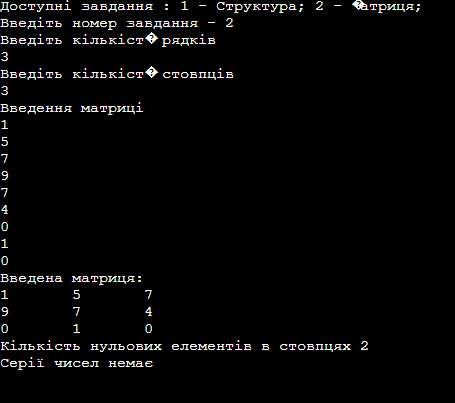 Доступні завдання : 1 - Структура; 2 - �атриця;
Введіть номер завдання - 2
Введіть кількіст� рядків
3
Введіть кількіст� стовпців
3
Введення матриці
1
5
7
9
7
4
0
1
0
Введена матриця:
1 5 7
9 7 4
0 1 0
Кількість нульових елементів в стовпцях 2
Серії чисел немає